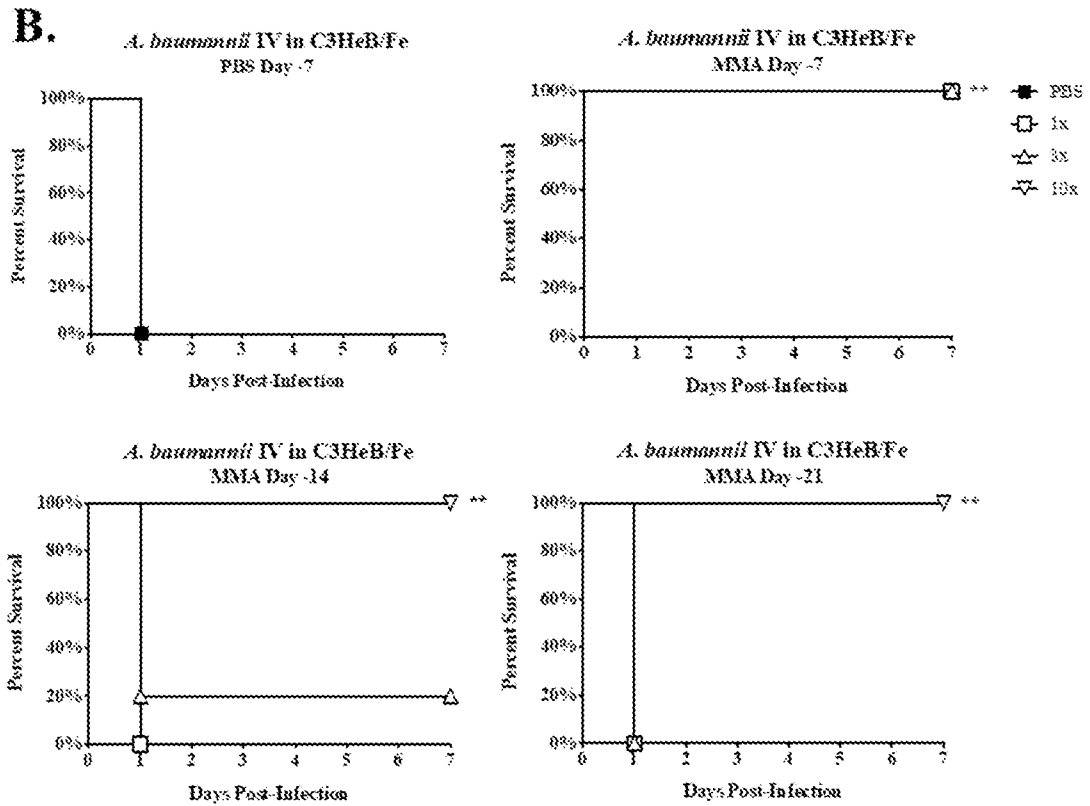 B.
A. baumannii IV in C3HeB/Fe
PBS Day -7
100%
80%
60%
40%
20%
0%
Percent Survival
0 1 2 3 4 5 6 7
Days Post-Infection
A. baumannii IV in C3HeB/Fe
MMA Day -7
100%
80%
60%
40%
20%
0%
Percent Survival
0 1 2 3 4 5 6 7
Days Post-Infection
**
PBS
1x
3x
10x
A. baumannii IV in C3HeB/Fe
MMA Day -14
100%
80%
60%
40%
20%
0%
Percent Survival
0 1 2 3 4 5 6 7
Days Post-Infection
**
A. baumannii IV in C3HeB/Fe
MMA Day -21
100%
80%
60%
40%
20%
0%
Percent Survival
0 1 2 3 4 5 6 7
Days Post-Infection
**